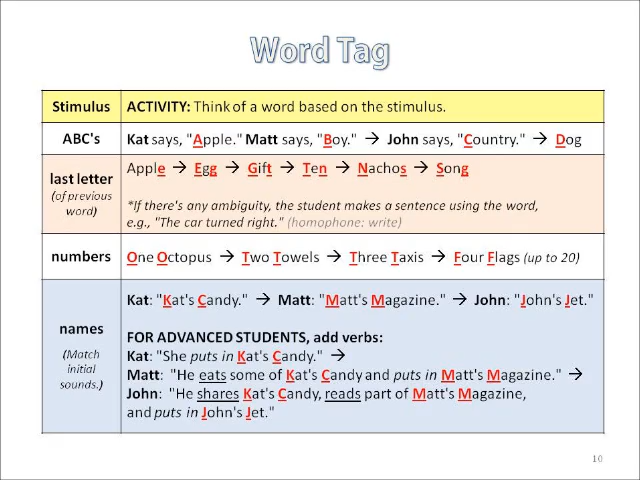 Word Tag
Stimulus
ACTIVITY: Think of a word based on the stimulus.
ABC's
Kat says, "Apple." Matt says, "Boy." → John says, "Country." → Dog
last letter
(of previous
word)
Apple → Egg → Gift → Ten → Nachos → Song
*If there's any ambiguity, the student makes a sentence using the word,
e.g., "The car turned right." (homophone: write)
numbers
One Octopus → Two Towels → Three Taxis → Four Flags (up to 20)
names
(Match
initial
sounds.)
Kat: "Kat's Candy." → Matt: "Matt's Magazine." → John: "John's Jet."
FOR ADVANCED STUDENTS, add verbs:
Kat: "She puts in Kat's Candy." →
Matt: "He eats some of Kat's Candy and puts in Matt's Magazine." →
John: "He shares Kat's Candy, reads part of Matt's Magazine,
and puts in John's Jet."
10